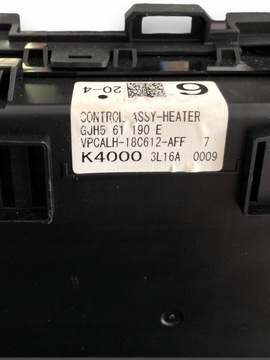 6
20-4
CONTROL ASSY-HEATER
GJH5 61 190 E
VPCALH-18C612-AFF 7
K4000 3L16A 0009